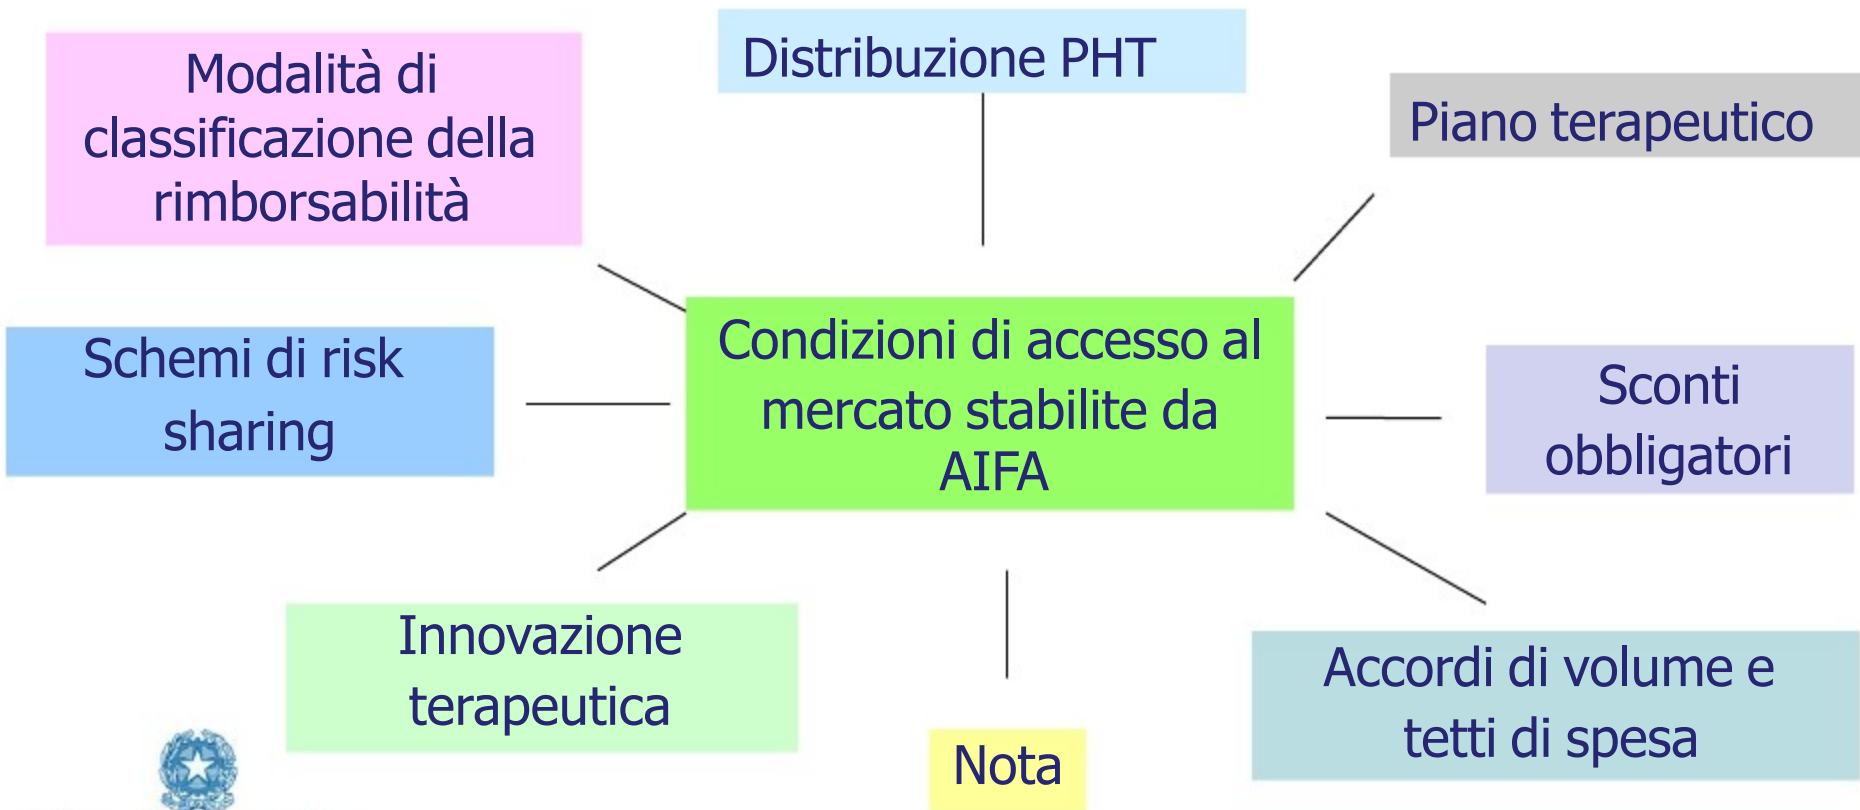 Distribuzione PHT
Modalità di
classificazione della
rimborsabilità
Piano terapeutico
Schemi di risk
sharing
Condizioni di accesso al
mercato stabilite da
AIFA
Sconti
obbligatori
Innovazione
terapeutica
Nota
Accordi di volume e
tetti di spesa